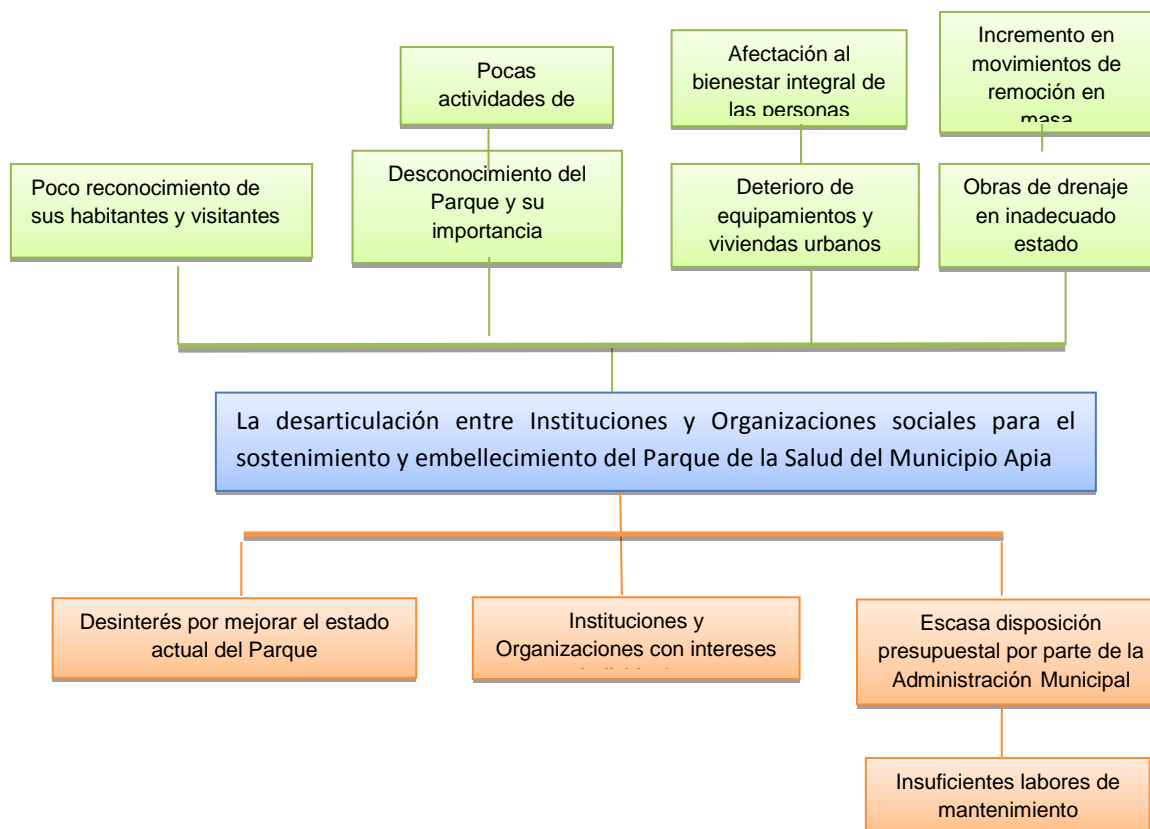 Pocas
actividades de
Afectación al
bienestar integral de
las personas
Incremento en
movimientos de
remoción en
masa
Poco reconocimiento de
sus habitantes y visitantes
Desconocimiento del
Parque y su
importancia
Deterioro de
equipamientos y
viviendas urbanos
Obras de drenaje
en inadecuado
estado
La desarticulación entre Instituciones y Organizaciones sociales para el
sostenimiento y embellecimiento del Parque de la Salud del Municipio Apia
Desinterés por mejorar el estado
actual del Parque
Instituciones y
Organizaciones con intereses
Escasa disposición
presupuestal por parte de la
Administración Municipal
Insuficientes labores de
mantenimiento